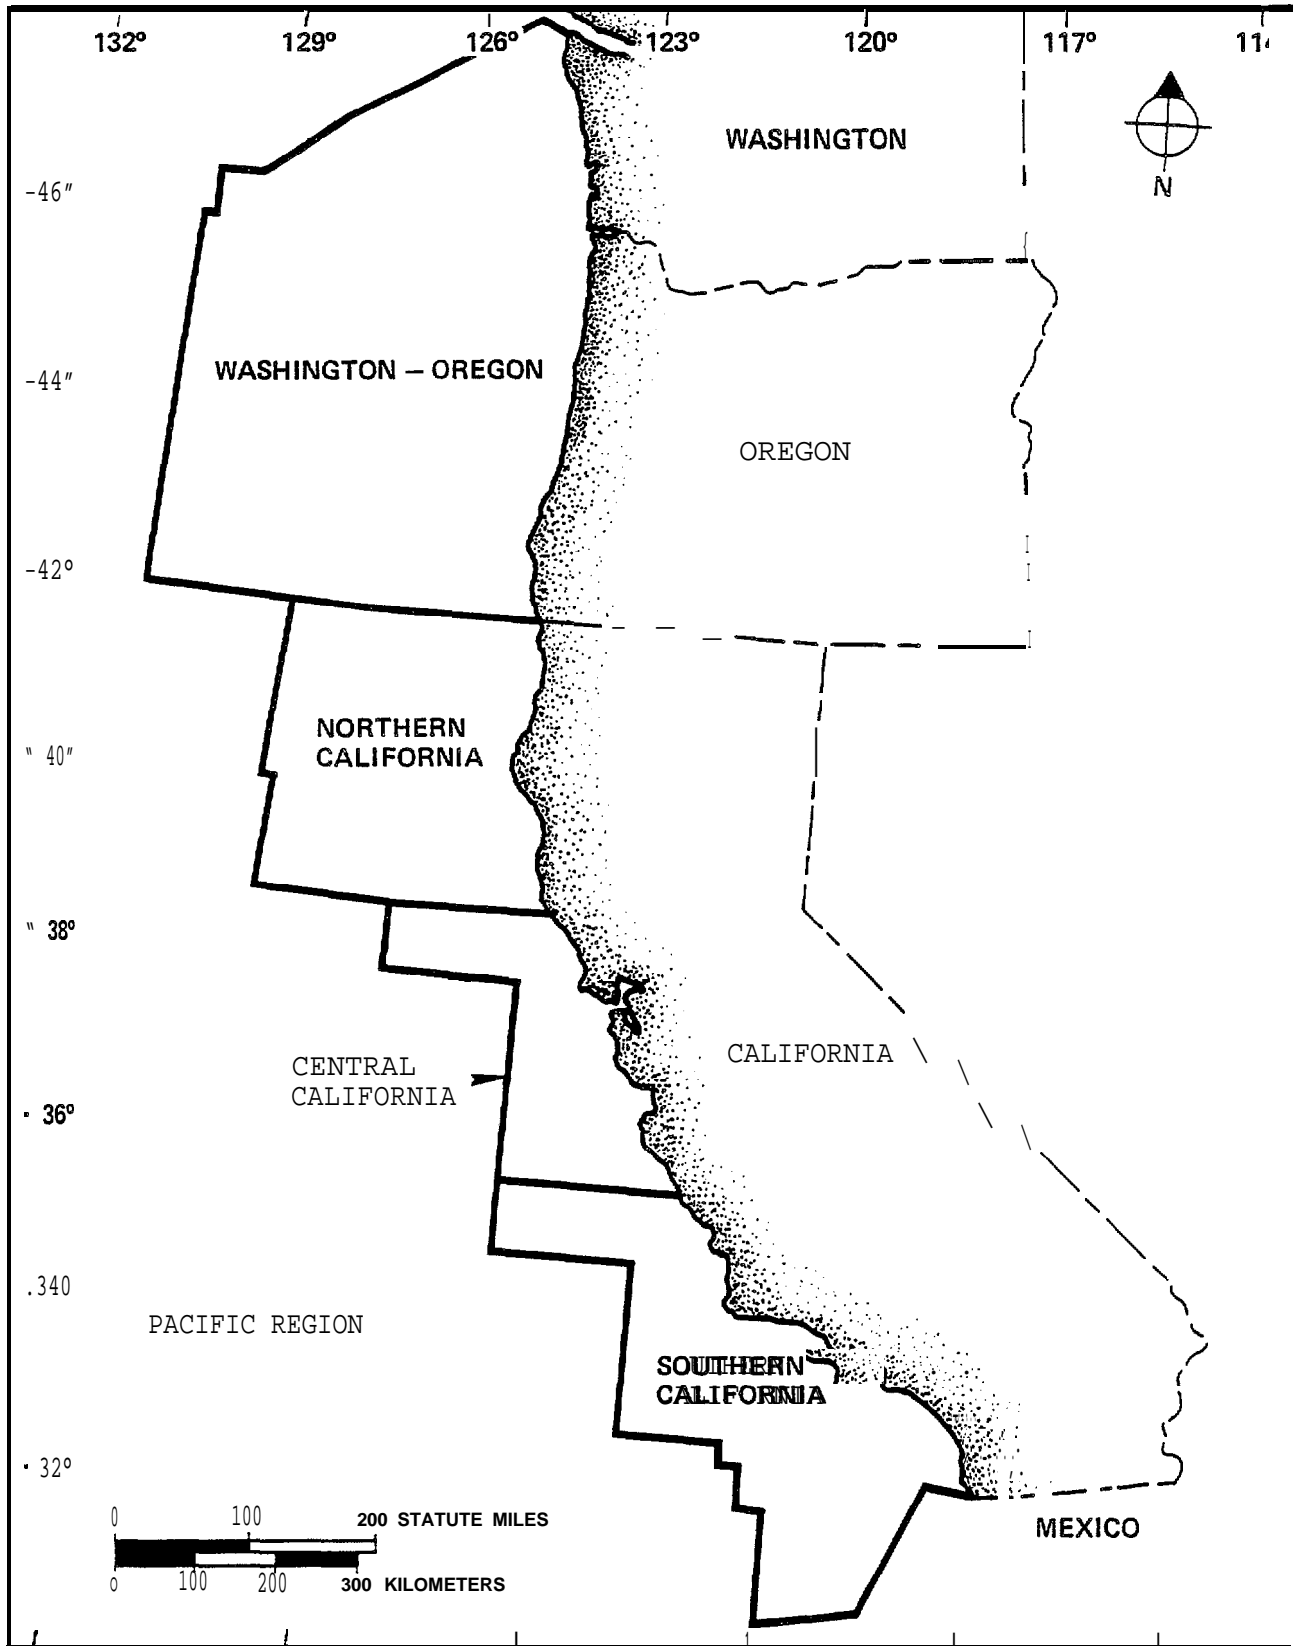 132° 129° 126° 123° 120° 117° 114
WASHINGTON
N
-46"
-44"
WASHINGTON – OREGON
OREGON
-42°
NORTHERN
CALIFORNIA
" 40"
" 38°
CENTRAL
CALIFORNIA
CALIFORNIA
· 36°
.340
PACIFIC REGION
SOUTHERN
CALIFORNIA
· 32°
0 100 200 STATUTE MILES
0 100 200 300 KILOMETERS
MEXICO